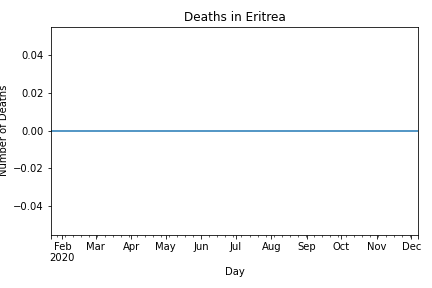 Deaths in Eritrea
0.04
0.02
0.00
−0.02
−0.04
Number of Deaths
Feb Mar Apr May Jun Jul Aug Sep Oct Nov Dec
2020
Day